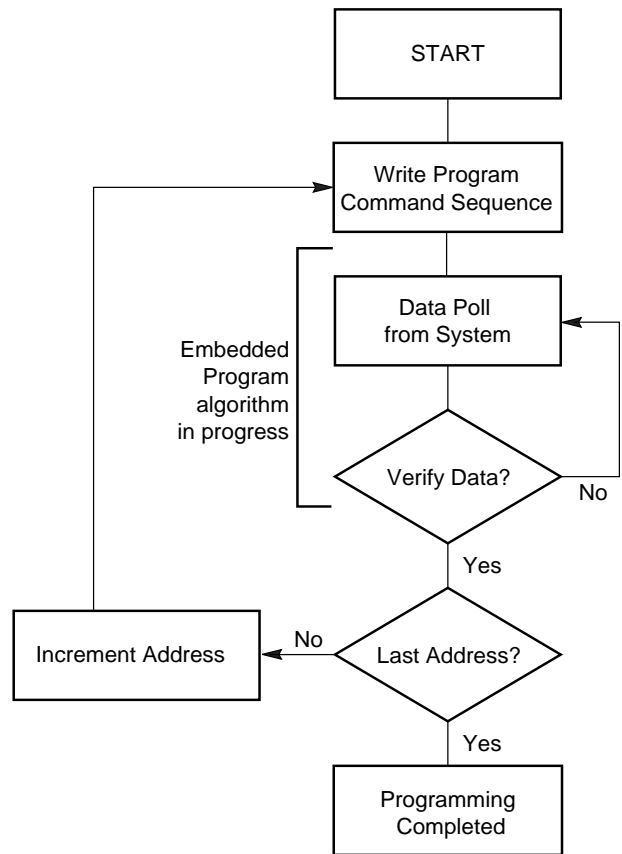 START
Write Program
Command Sequence
Data Poll
from System
Embedded
Program
algorithm
in progress
Verify Data?
No
Yes
Increment Address
No
Last Address?
Yes
Programming
Completed